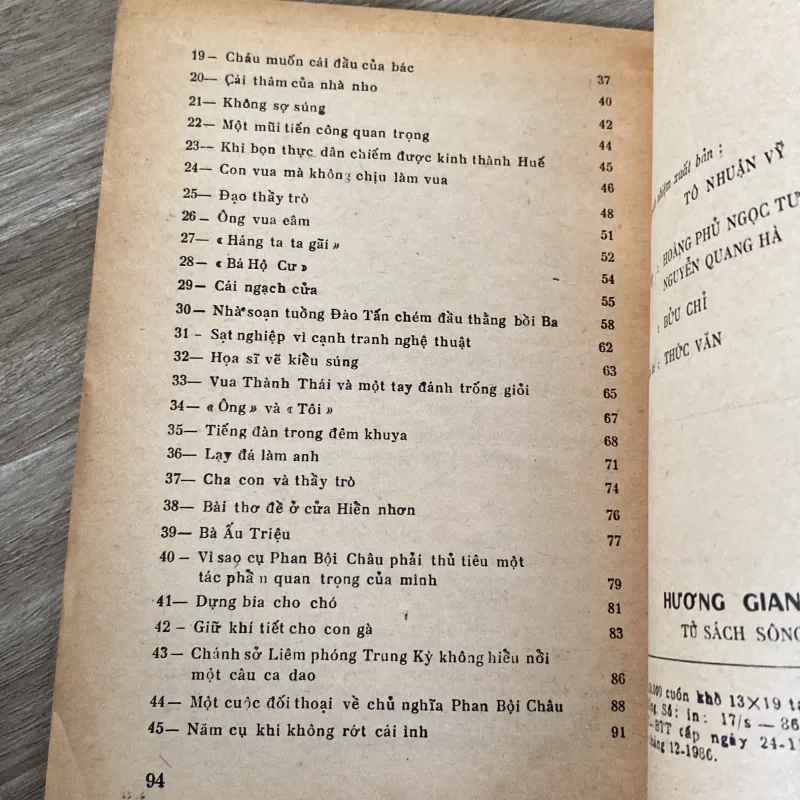 19— Cháu muốn cái đầu của bác 37
20— Cái thảm của nhà nho 40
21— Không sợ súng 42
22— Một mũi tiến công quan trọng 44
23— Khi bọn thực dân chiếm được kinh thành Huế 45
24— Con vua mà không chịu làm vua 46
25— Đạo thầy trò 48
26 — Ông vua câm 51
27— « Hảng ta ta gãi » 52
28— « Bá Hộ Cư » 54
29— Cái ngạch cửa 55
30— Nhà soạn tuồng Đào Tấn chém đầu thằng bồi Ba 58
31 - Sạt nghiệp vì cạnh tranh nghệ thuật 62
32— Họa sĩ vẽ kiểu súng 63
33— Vua Thành Thái và một tay đánh trống giỏi 65
34— « Ông » và « Tôi » 67
35— Tiếng đàn trong đêm khuya 68
36— Lạy đá làm anh 71
37— Cha con và thầy trò 74
38— Bài thơ đề ở cửa Hiền nhơn 76
39— Bà Ấu Triệu 77
40— Vì sao cụ Phan Bội Châu phải thủ tiêu một
tác phần quan trọng của mình 79
41— Dựng bia cho chó 81
42 - Giữ khí tiết cho con gà 83
43— Chánh sở Liêm phóng Trung Kỳ không hiểu nổi
một câu ca dao 86
44— Một cuộc đối thoại về chủ nghĩa Phan Bội Châu 88
45— Năm cụ khi không rớt cái ình 91
94
nhiệm xuất bản :
TÔ NHUẬN VỸ
: HOÀNG PHỦ NGỌC
NGUYỄN QUANG HÀ
: BỬU CHỈ
: THỨC VĂN
HƯƠNG GIAN
TỦ SÁCH SÔNG
cuốn khổ 13×19
Số: in: 17/s — 86
BTT cấp ngày
12-1986.